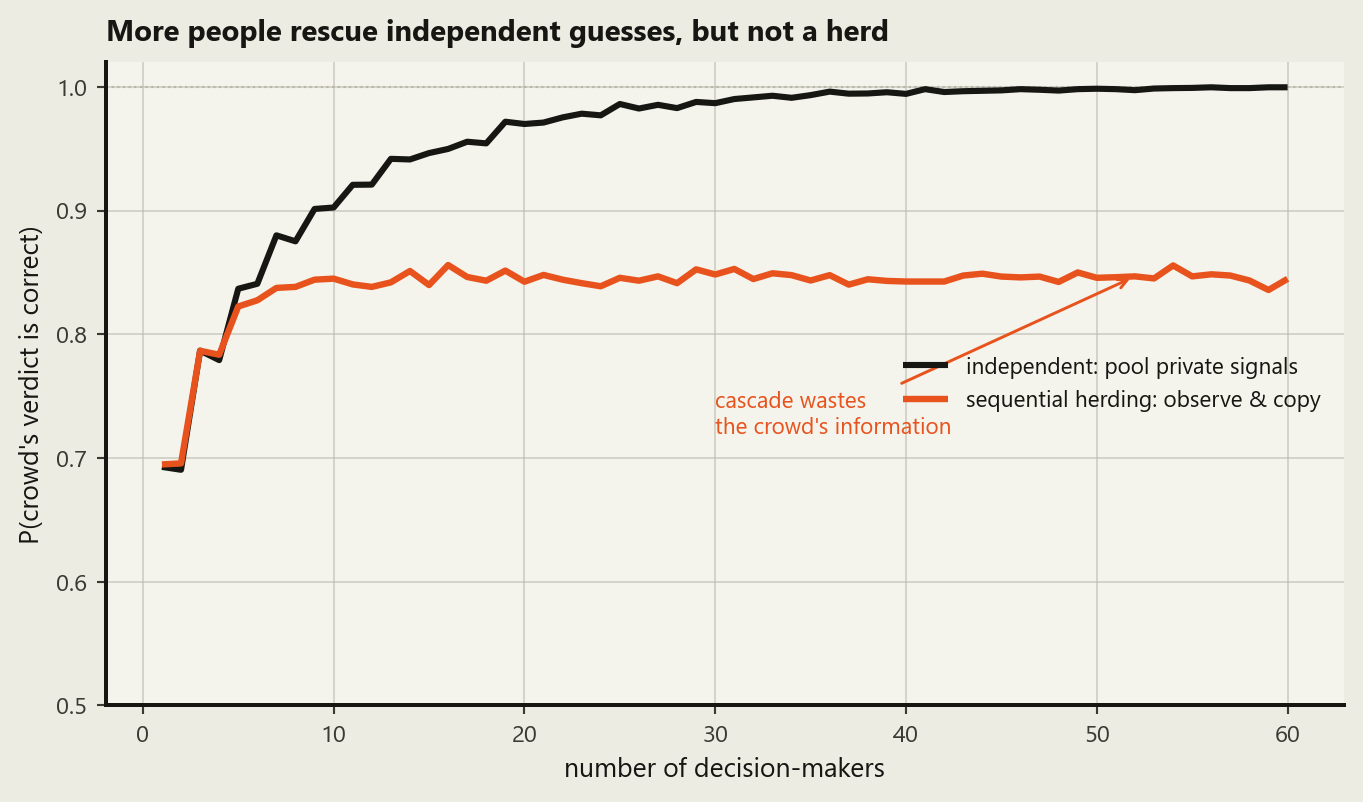 More people rescue independent guesses, but not a herd
P(crowd's verdict is correct)
1.0
0.9
0.8
0.7
0.6
0.5
independent: pool private signals
sequential herding: observe & copy
cascade wastes
the crowd's information
0 10 20 30 40 50 60
number of decision-makers